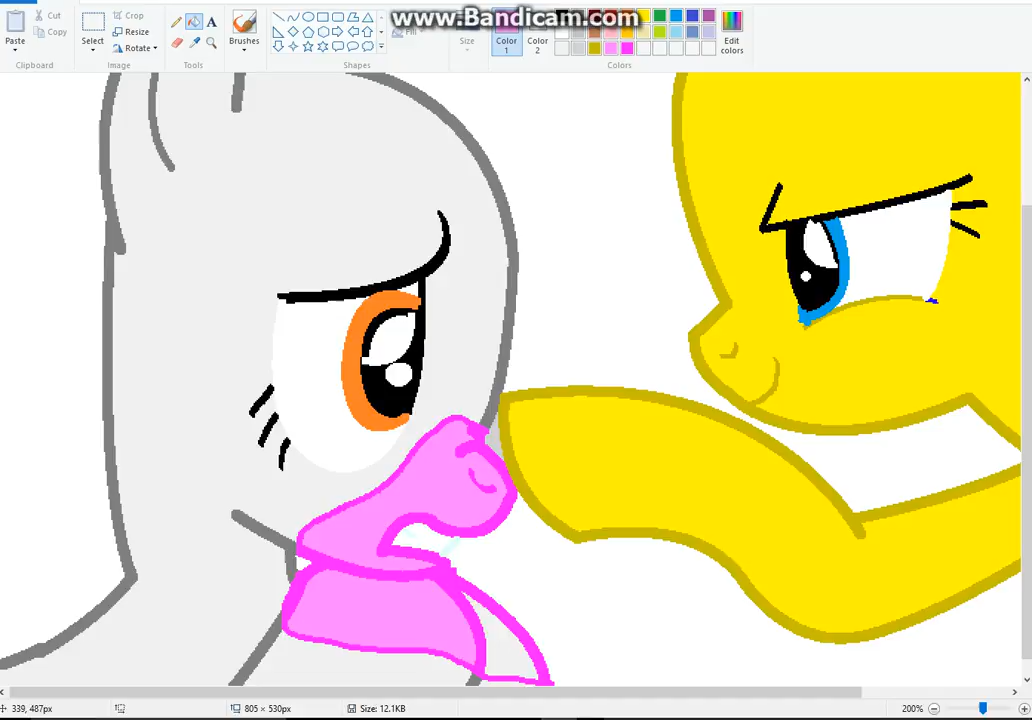 www.Bandicam.com
Paste
Cut
Copy
Clipboard
Select
Crop
Resize
Rotate
Image
A
Tools
Brushes
Shapes
Fill
Size
Color 1
Color 2
Edit colors
Colors
339, 487px
805 × 530px
Size: 12.1KB
200%